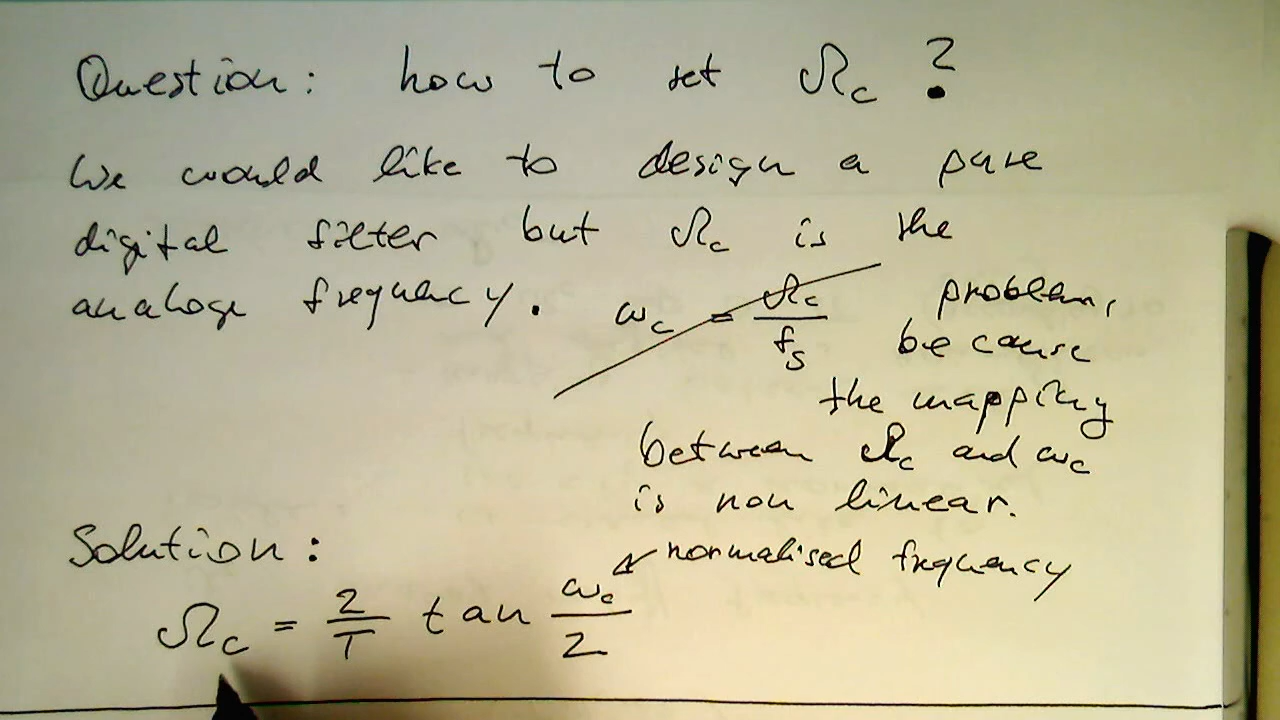 Question: how to set Ωc ?
We would like to design a pure
digital filter but Ωc is the
analoge frequency. ωc = Ωc / fs problem,
because
the mapping
between Ωc and ωc
is non linear.
Solution:
normalised frequency
Ωc = 2/T tan ωc/2